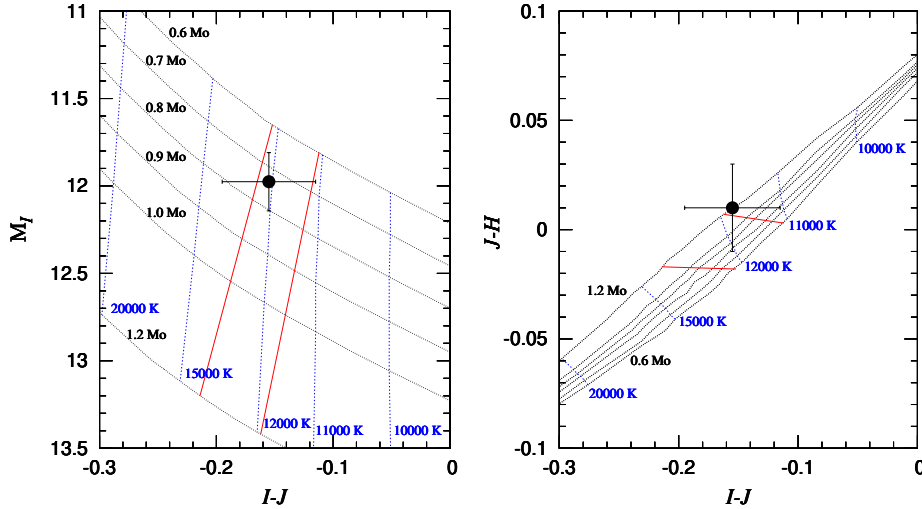 11
11.5
12
12.5
13
13.5
M_I
0.6 Mo
0.7 Mo
0.8 Mo
0.9 Mo
1.0 Mo
1.2 Mo
20000 K
15000 K
12000 K
11000 K
10000 K
-0.3
-0.2
-0.1
0
I-J
0.1
0.05
0
-0.05
-0.1
J-H
10000 K
11000 K
12000 K
1.2 Mo
15000 K
0.6 Mo
20000 K
-0.3
-0.2
-0.1
0
I-J